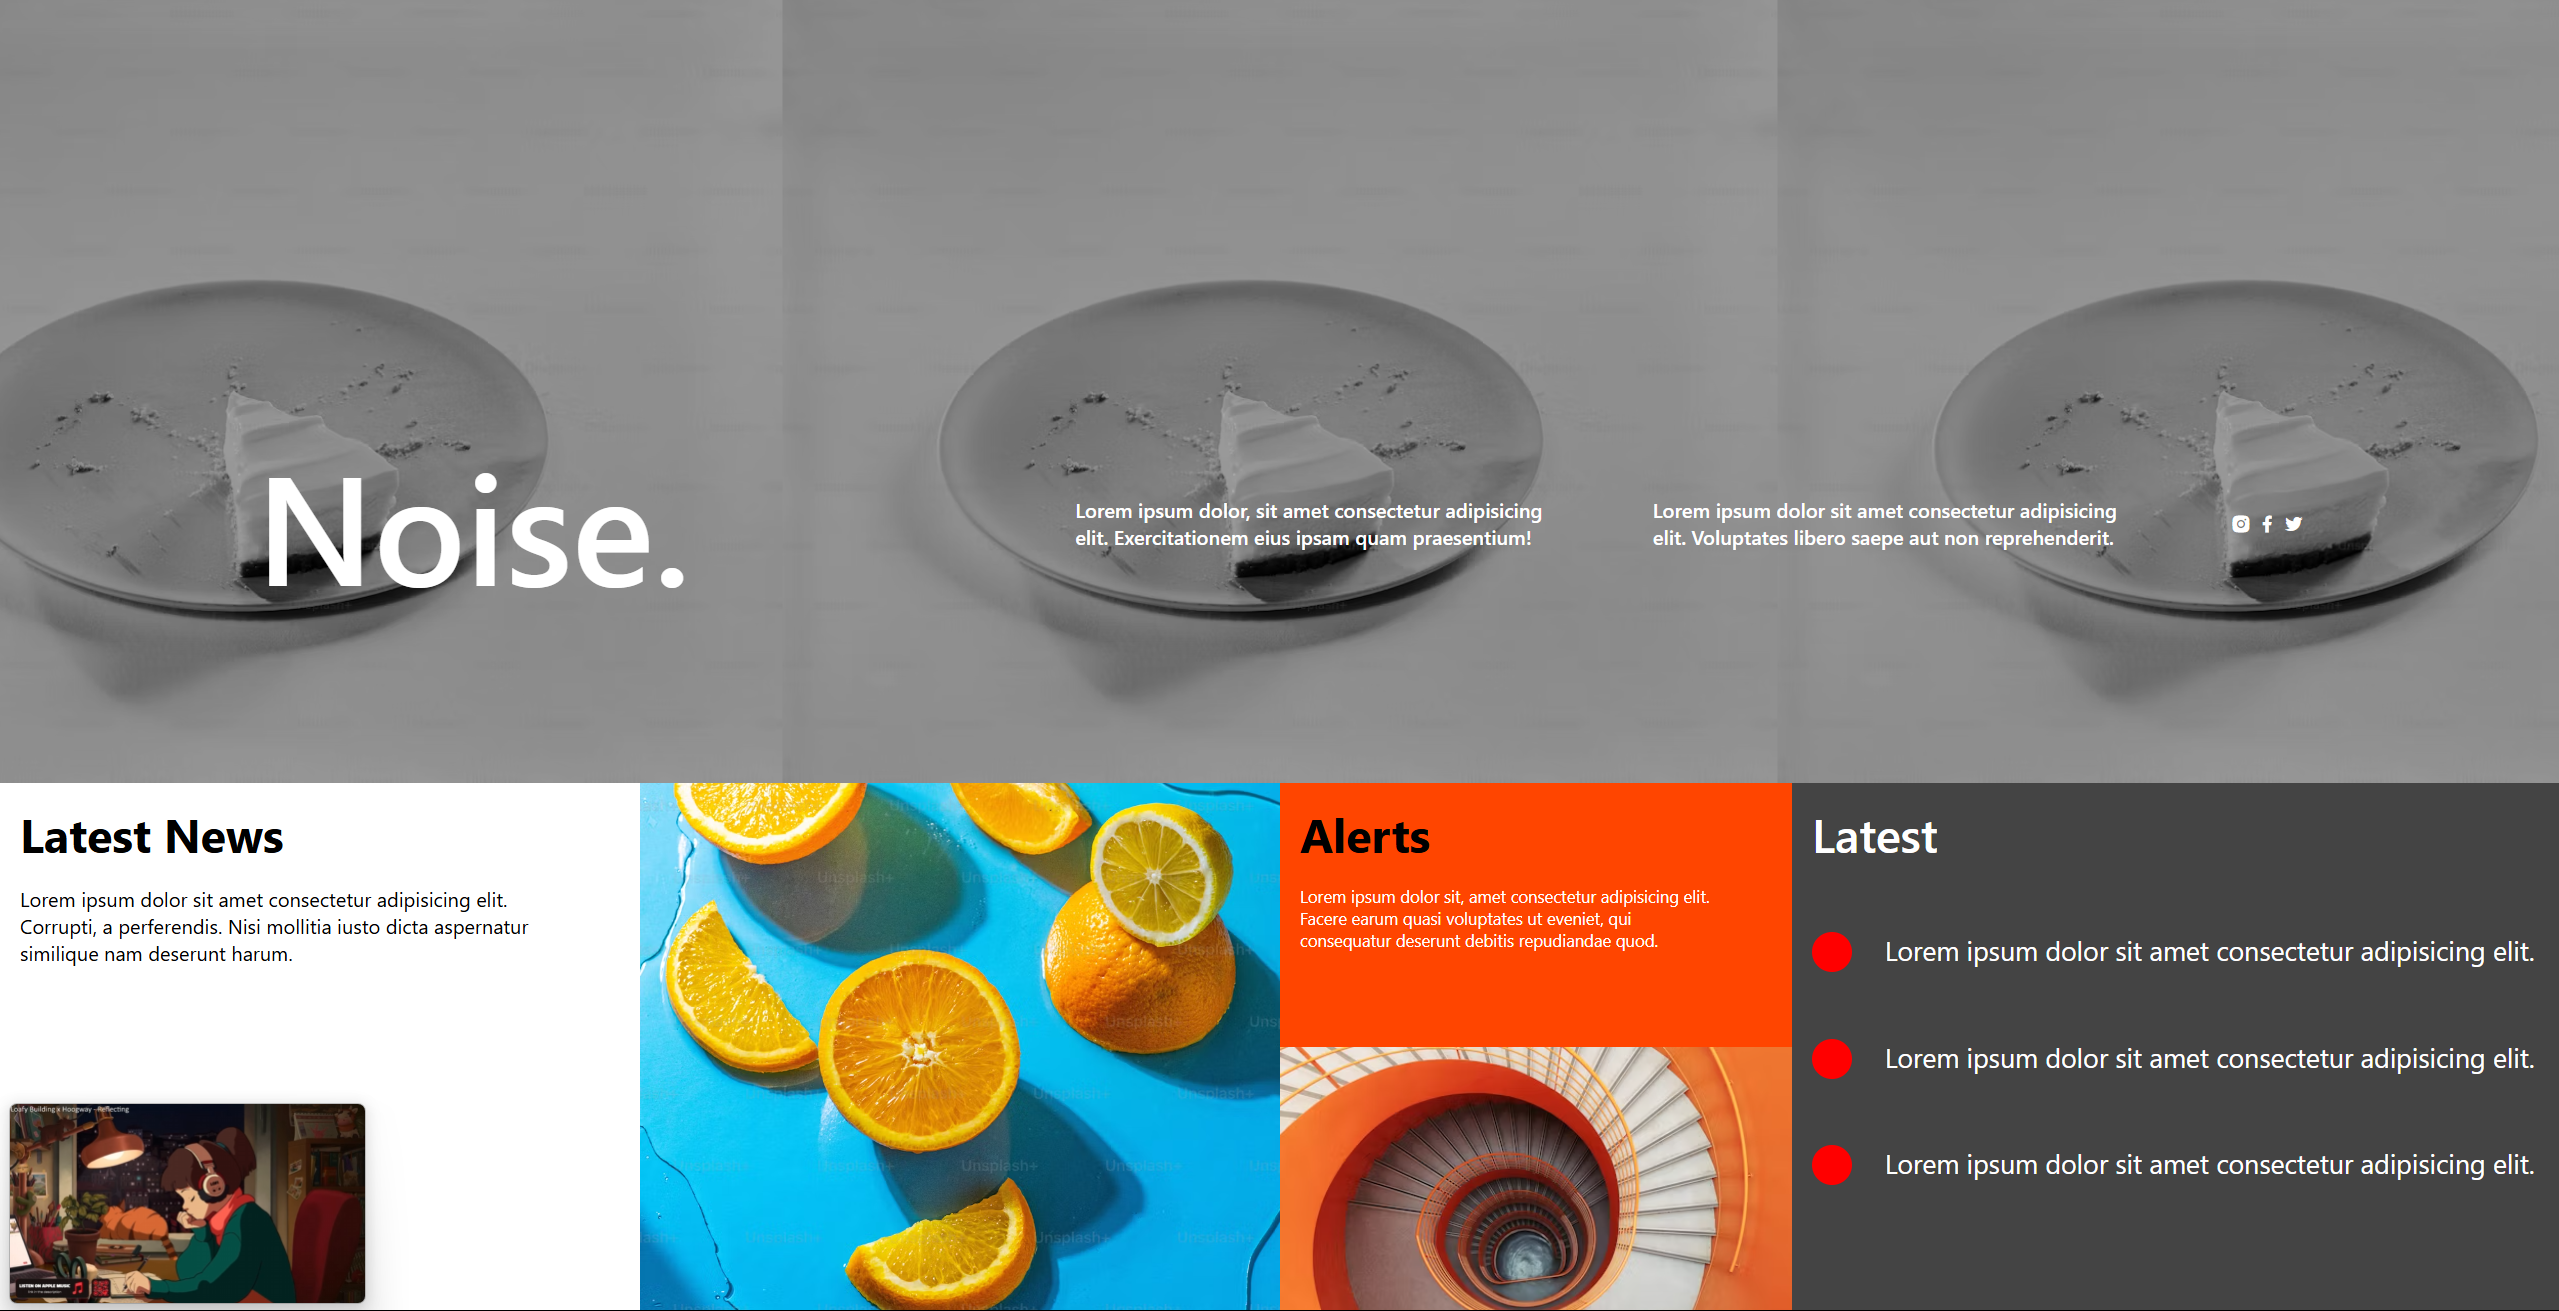 Noise.
Lorem ipsum dolor, sit amet consectetur adipisicing
elit. Exercitationem eius ipsam quam praesentium!
Lorem ipsum dolor sit amet consectetur adipisicing
elit. Voluptates libero saepe aut non reprehenderit.
Latest News
Lorem ipsum dolor sit amet consectetur adipisicing elit.
Corrupti, a perferendis. Nisi mollitia iusto dicta aspernatur
similique nam deserunt harum.
Loafy Building x Hoogway - Reflecting
LISTEN ON APPLE MUSIC
Unsplash+
Alerts
Lorem ipsum dolor sit, amet consectetur adipisicing elit.
Facere earum quasi voluptates ut eveniet, qui
consequatur deserunt debitis repudiandae quod.
Latest
Lorem ipsum dolor sit amet consectetur adipisicing elit.
Lorem ipsum dolor sit amet consectetur adipisicing elit.
Lorem ipsum dolor sit amet consectetur adipisicing elit.